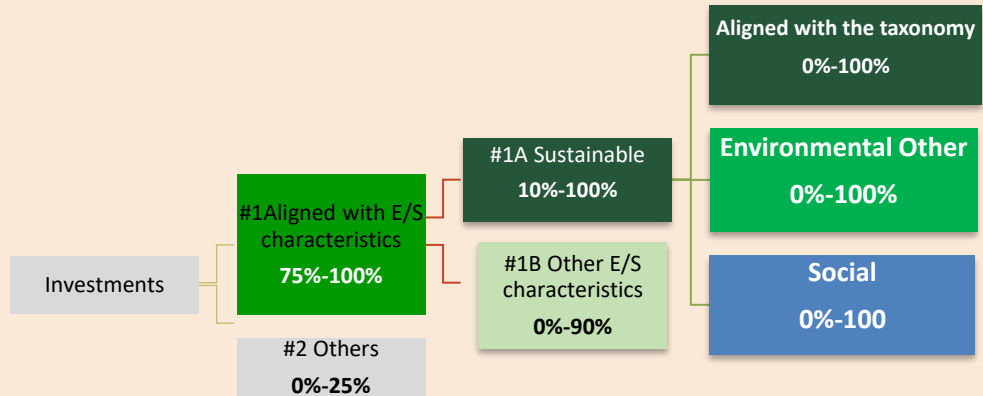 Investments
#1Aligned with E/S
characteristics
75%-100%
#2 Others
0%-25%
#1A Sustainable
10%-100%
#1B Other E/S
characteristics
0%-90%
Aligned with the taxonomy
0%-100%
Environmental Other
0%-100%
Social
0%-100